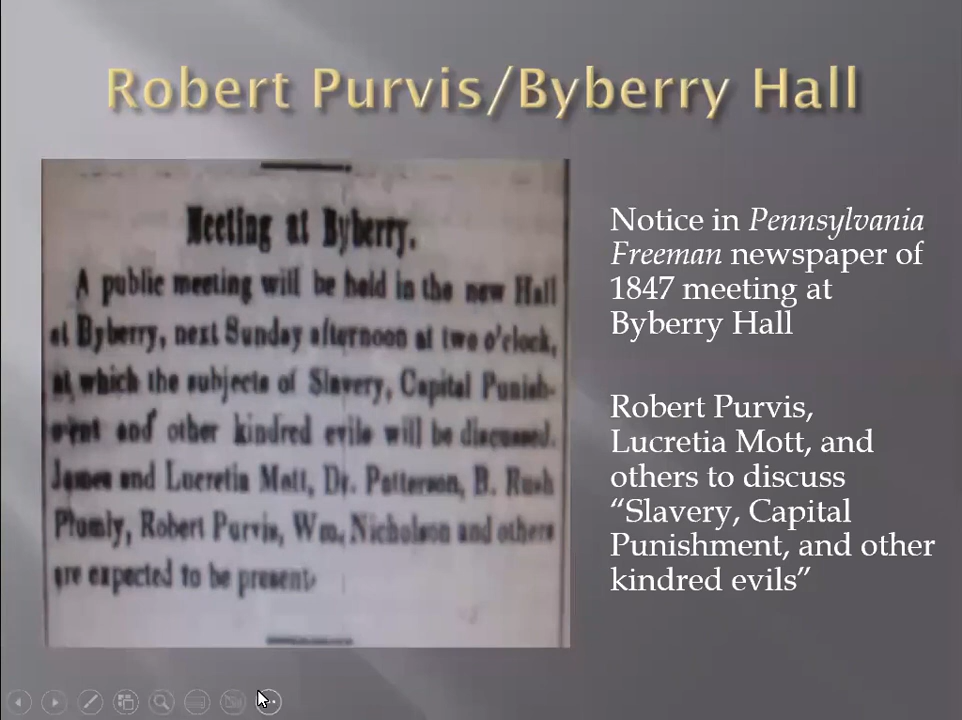 Robert Purvis/Byberry Hall
Meeting at Byberry.
A public meeting will be held in the new Hall
at Byberry, next Sunday afternoon at two o'clock,
at which the subjects of Slavery, Capital Punish-
ment and other kindred evils will be discussed.
James and Lucretia Mott, Dr. Patterson, B. Rush
Plumly, Robert Purvis, Wm. Nicholson and others
are expected to be present.
Notice in Pennsylvania
Freeman newspaper of
1847 meeting at
Byberry Hall
Robert Purvis,
Lucretia Mott, and
others to discuss
“Slavery, Capital
Punishment, and other
kindred evils”